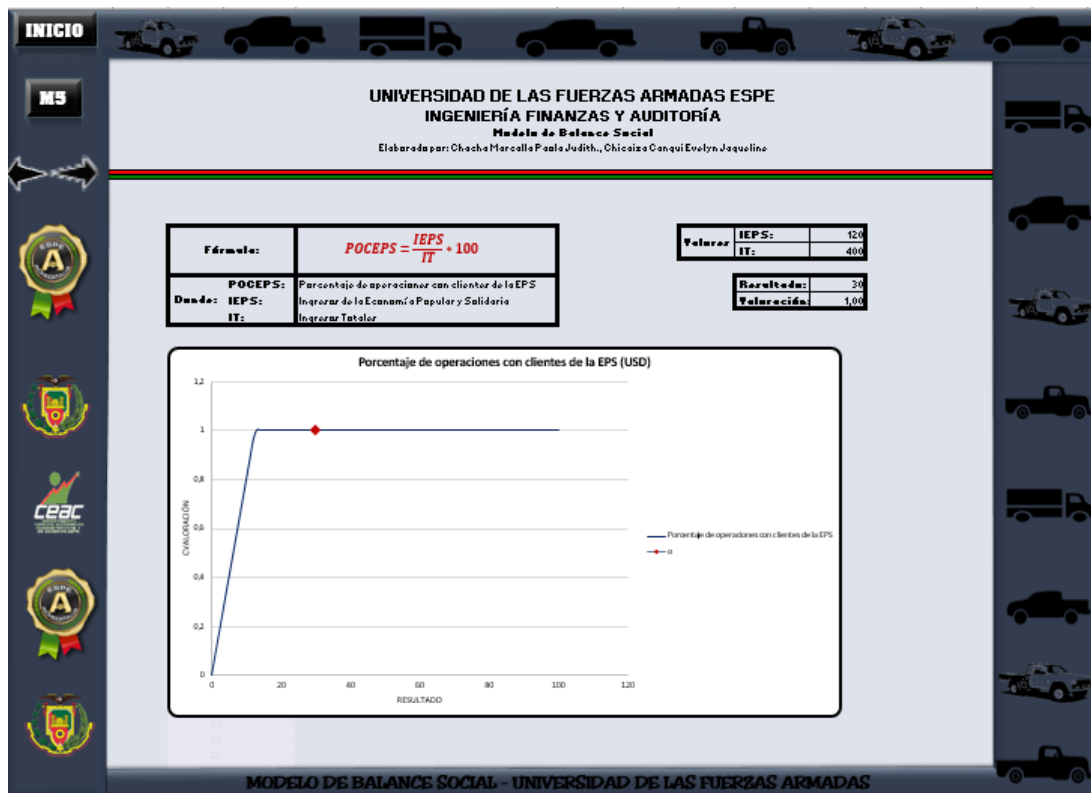 INICIO
M5
UNIVERSIDAD DE LAS FUERZAS ARMADAS ESPE
INGENIERÍA FINANZAS Y AUDITORÍA
Modelo de Balance Social
Elaborado por: Chacha Marcalla Paola Judith., Chicaiza Canqui Evelyn Jaqueline
Fórmula:
POCEPS = IEPS / IT * 100
Donde:
POCEPS: Porcentaje de operaciones con clientes de la EPS
IEPS: Ingresos de la Economía Popular y Solidaria
IT: Ingresos Totales
Valores
IEPS: 120
IT: 400
Resultado: 30
Valoración: 1,00
Porcentaje de operaciones con clientes de la EPS (USD)
1,2
1
0,8
0,6
0,4
0,2
0
CVALORACIÓN
0 20 40 60 80 100 120
RESULTADO
Porcentaje de operaciones con clientes de la EPS
ESPE
A
ceac
ESPE
A
MODELO DE BALANCE SOCIAL - UNIVERSIDAD DE LAS FUERZAS ARMADAS